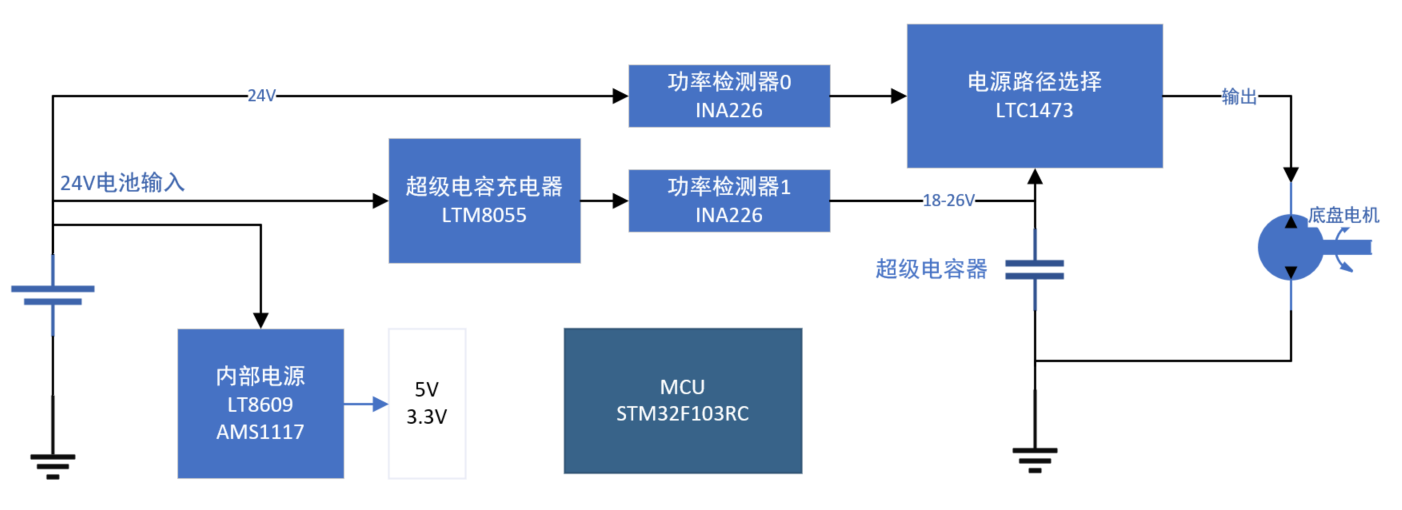 24V
功率检测器0
INA226
电源路径选择
LTC1473
输出
24V电池输入
超级电容充电器
LTM8055
功率检测器1
INA226
18-26V
底盘电机
超级电容器
内部电源
LT8609
AMS1117
5V
3.3V
MCU
STM32F103RC